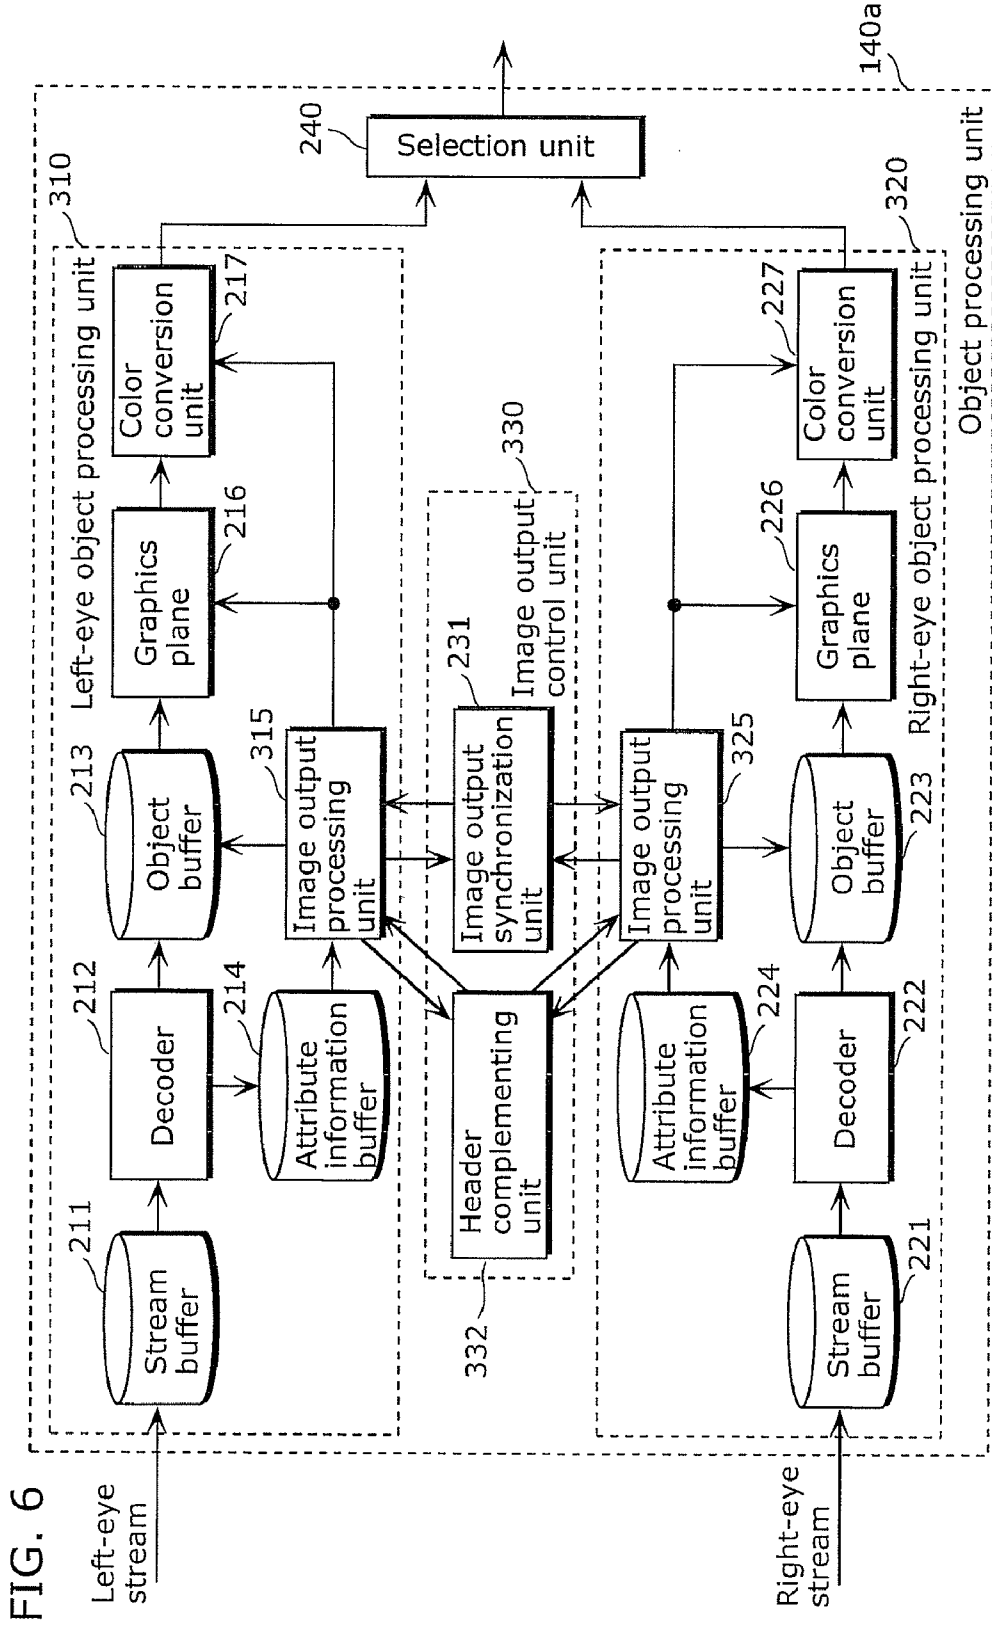 FIG. 6
Left-eye
stream
Stream
buffer
211
Decoder
212
Object
buffer
213
Attribute
information
buffer
214
Left-eye object processing unit
310
Graphics
plane
216
Color
conversion
unit
217
Image output
processing
unit
315
Header
complementing
unit
332
Image output
synchronization
unit
231
Image output
control unit
330
Selection unit
240
Image output
processing
unit
325
Attribute
information
buffer
224
Right-eye
stream
Stream
buffer
221
Decoder
222
Object
buffer
223
Graphics
plane
226
Color
conversion
unit
227
Right-eye object processing unit
320
Object processing unit
140a